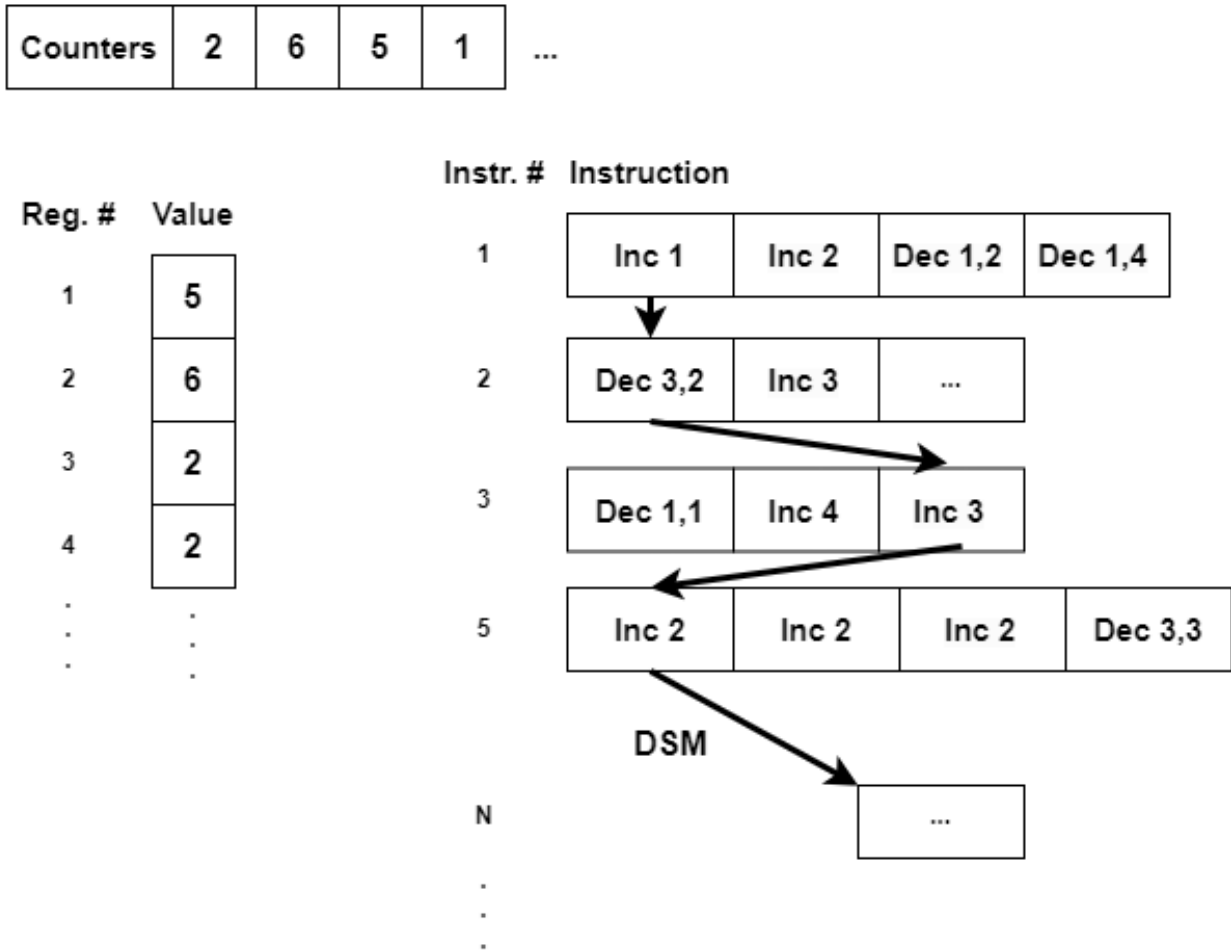 Counters 2 6 5 1 ...
Instr. # Instruction
Reg. # Value
1 Inc 1 Inc 2 Dec 1,2 Dec 1,4
1 5
2 6
2 Dec 3,2 Inc 3 ...
3 2
3 Dec 1,1 Inc 4 Inc 3
4 2
5 Inc 2 Inc 2 Inc 2 Dec 3,3
DSM
N ...